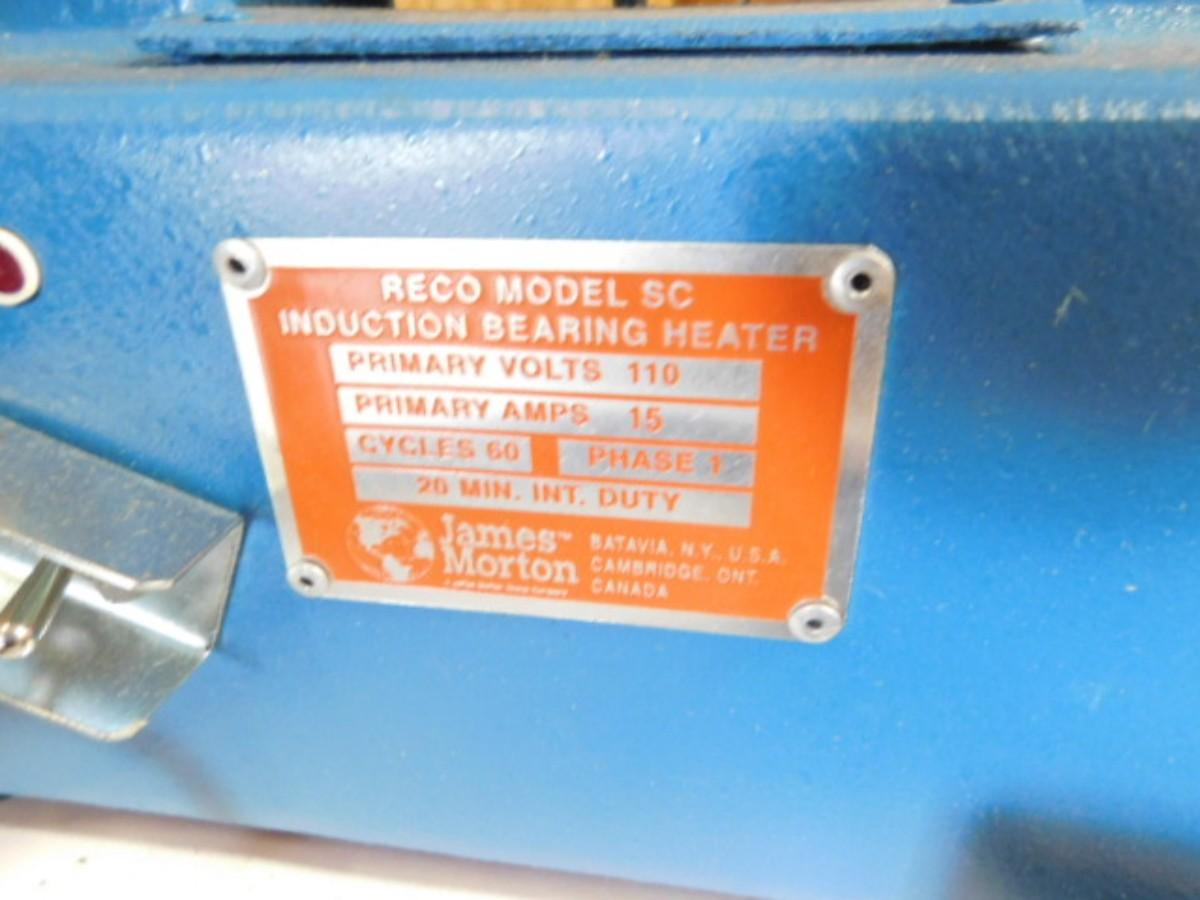 RECO MODEL SC
INDUCTION BEARING HEATER
PRIMARY VOLTS 110
PRIMARY AMPS 15
CYCLES 60 PHASE 1
20 MIN. INT. DUTY
James™
Morton
BATAVIA, N.Y., U.S.A.
CAMBRIDGE, ONT.
CANADA